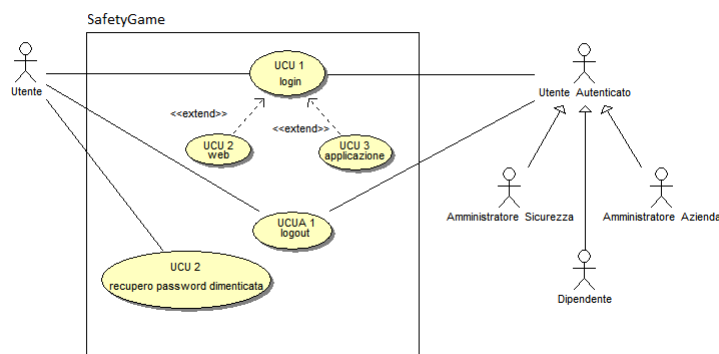 SafetyGame
UCU 1
login
Utente
Utente Autenticato
<<extend>>
<<extend>>
UCU 2
web
UCU 3
applicazione
Amministratore Sicurezza
Amministratore Azienda
UCUA 1
logout
UCU 2
recupero password dimenticata
Dipendente